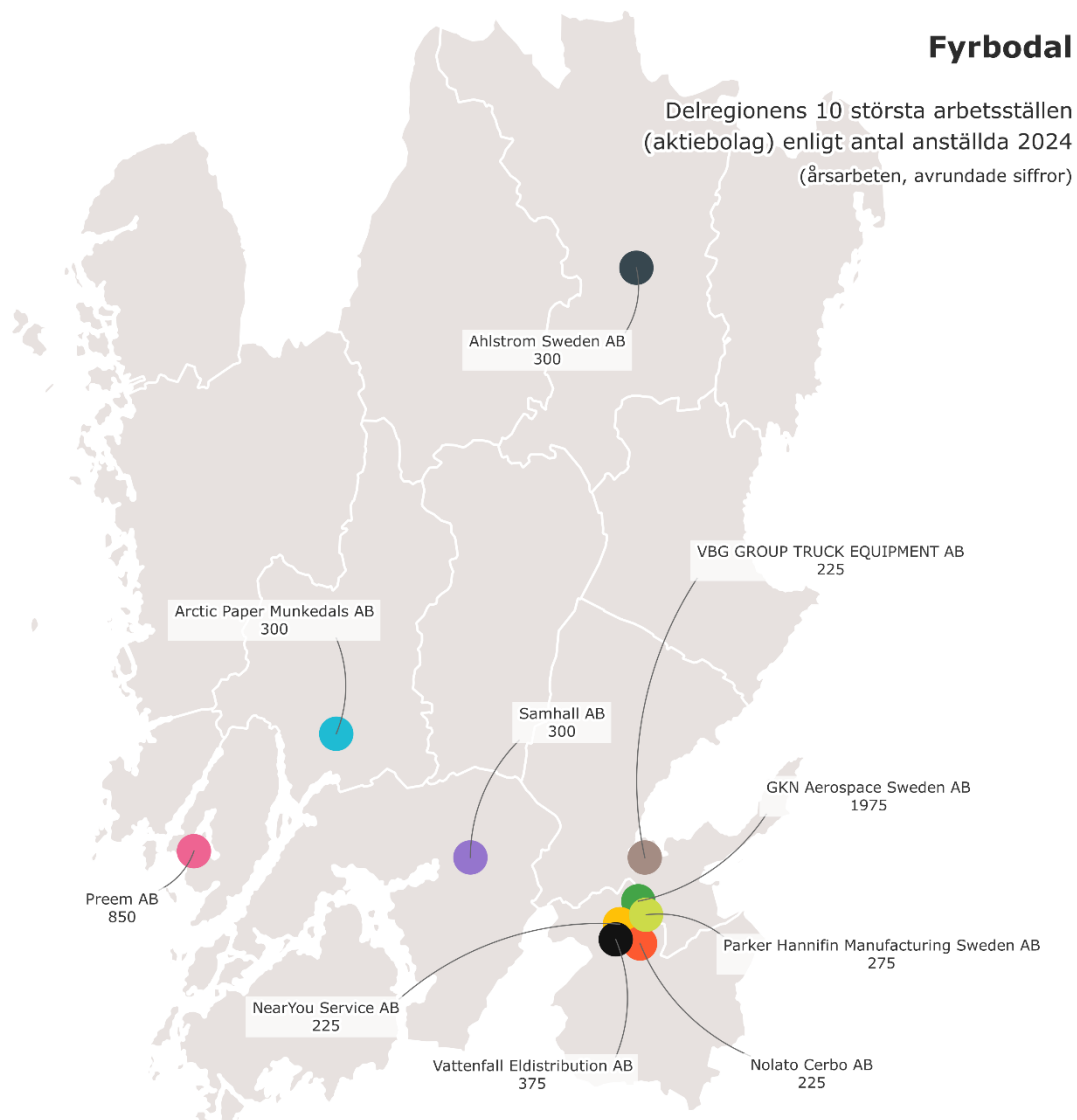 Fyrbodal
Delregionens 10 största arbetsställen
(aktiebolag) enligt antal anställda 2024
(årsarbeten, avrundade siffror)
Ahlstrom Sweden AB
300
VBG GROUP TRUCK EQUIPMENT AB
225
Arctic Paper Munkedals AB
300
Samhall AB
300
GKN Aerospace Sweden AB
1975
Preem AB
850
Parker Hannifin Manufacturing Sweden AB
275
NearYou Service AB
225
Vattenfall Eldistribution AB
375
Nolato Cerbo AB
225